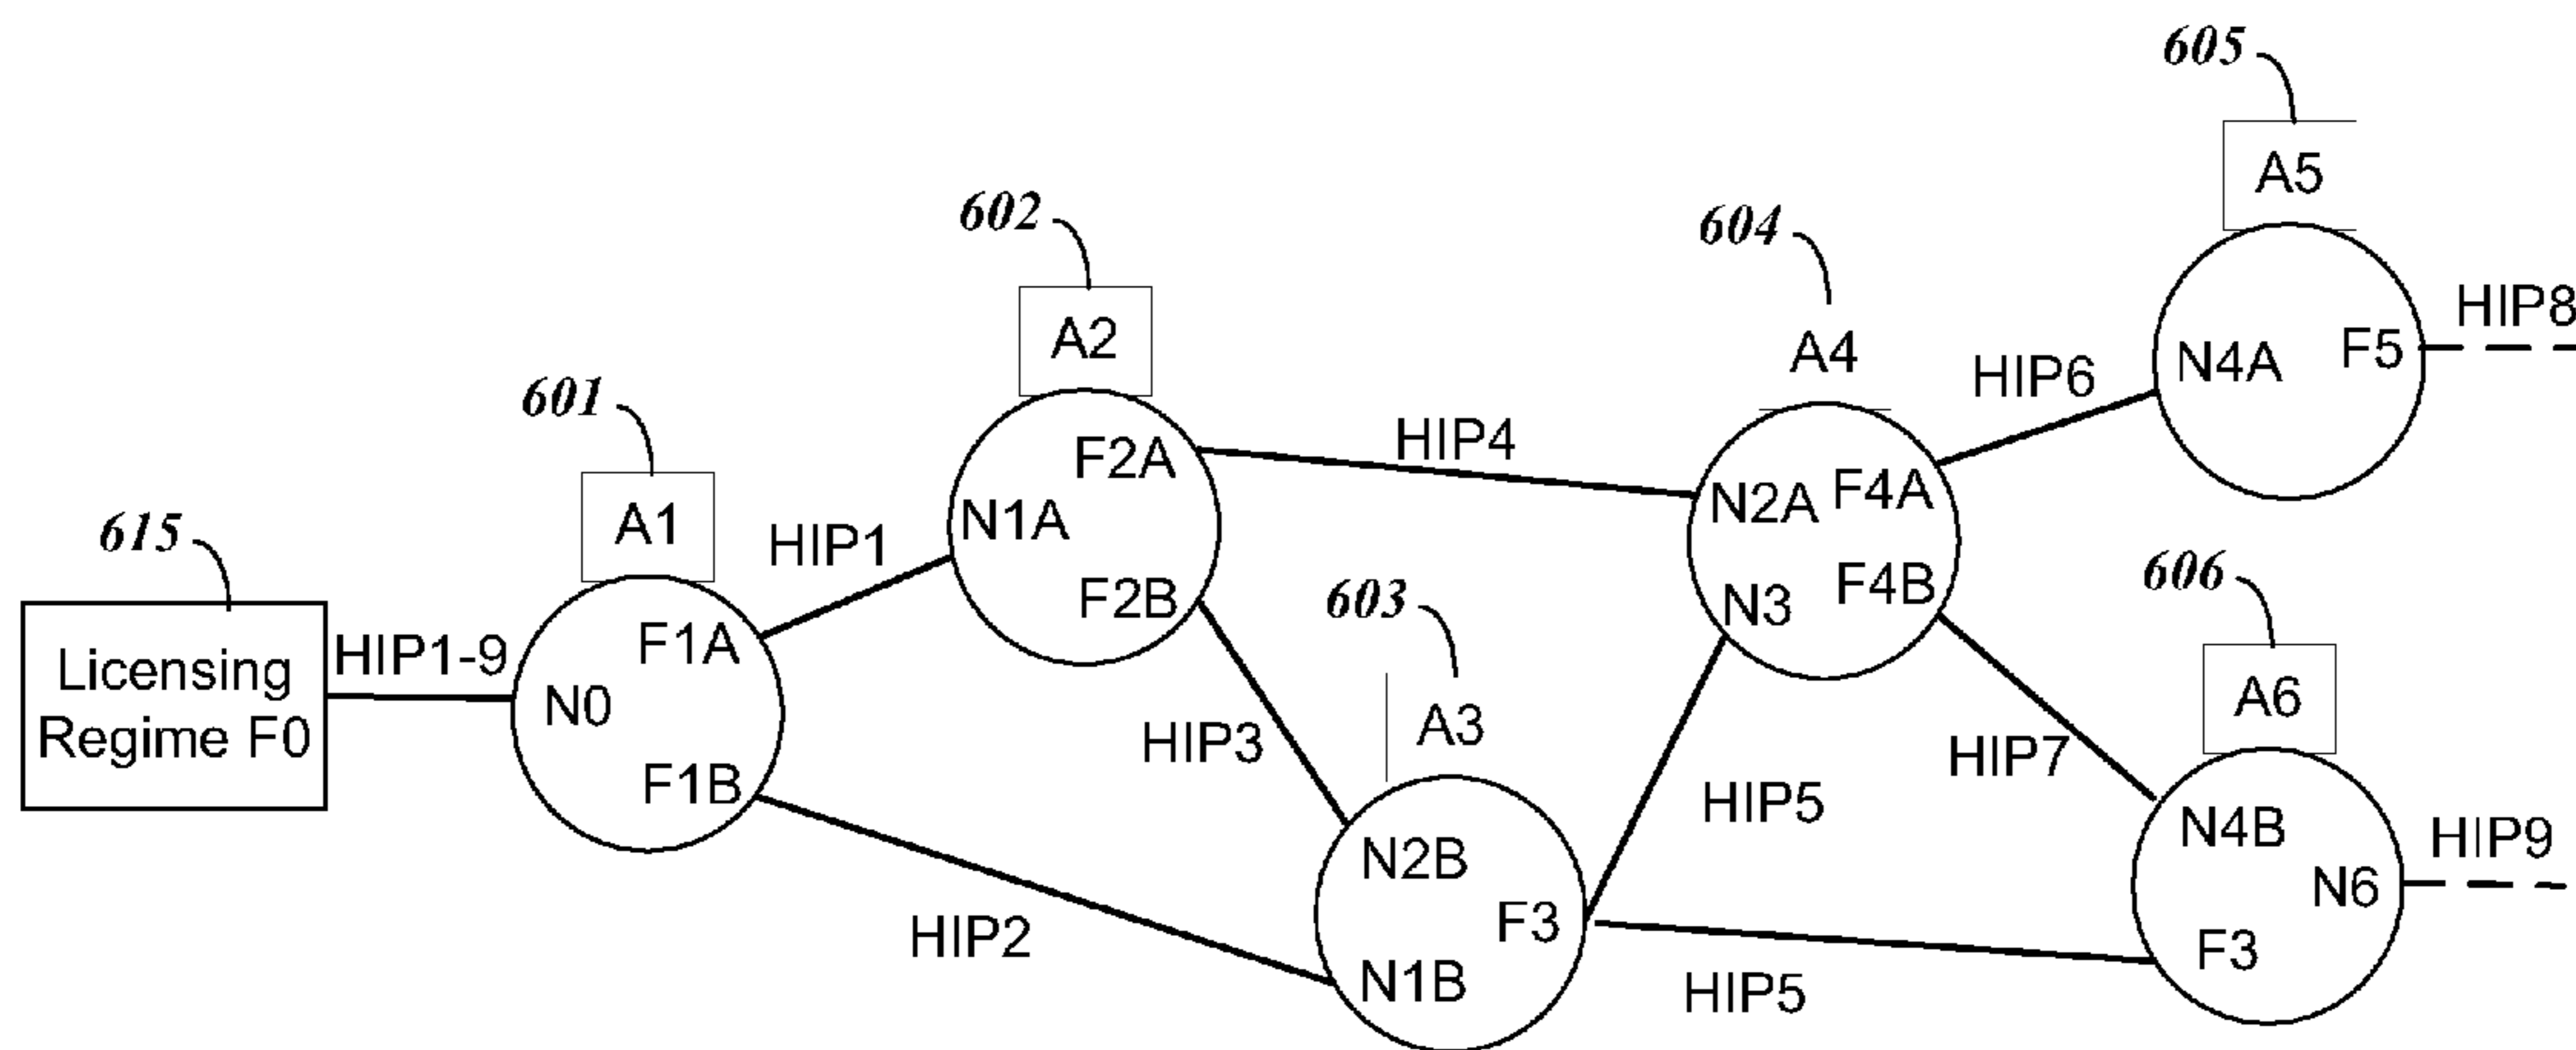 605
A5
602
604
HIP8
A2
A4
N4A
F5
601
HIP6
HIP4
F2A
A1
N2A
F4A
615
N1A
HIP1
606
F2B
603
N3
F4B
F1A
HIP1-9
Licensing
Regime F0
N0
A6
A3
HIP3
HIP7
F1B
HIP5
N4B
HIP9
N2B
N6
F3
HIP2
F3
N1B
HIP5